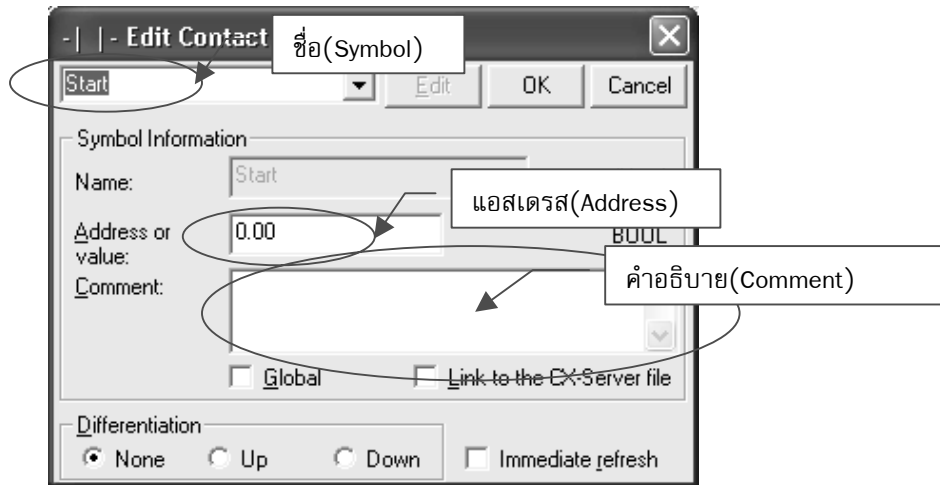 -| |- Edit Contact
ชื่อ(Symbol)
Start
Edit
OK
Cancel
Symbol Information
Name:
Start
แอสเดรส(Address)
Address or value:
0.00
BOOL
คำอธิบาย(Comment)
Comment:
Global
Link to the CX-Server file
Differentiation
None
Up
Down
Immediate refresh